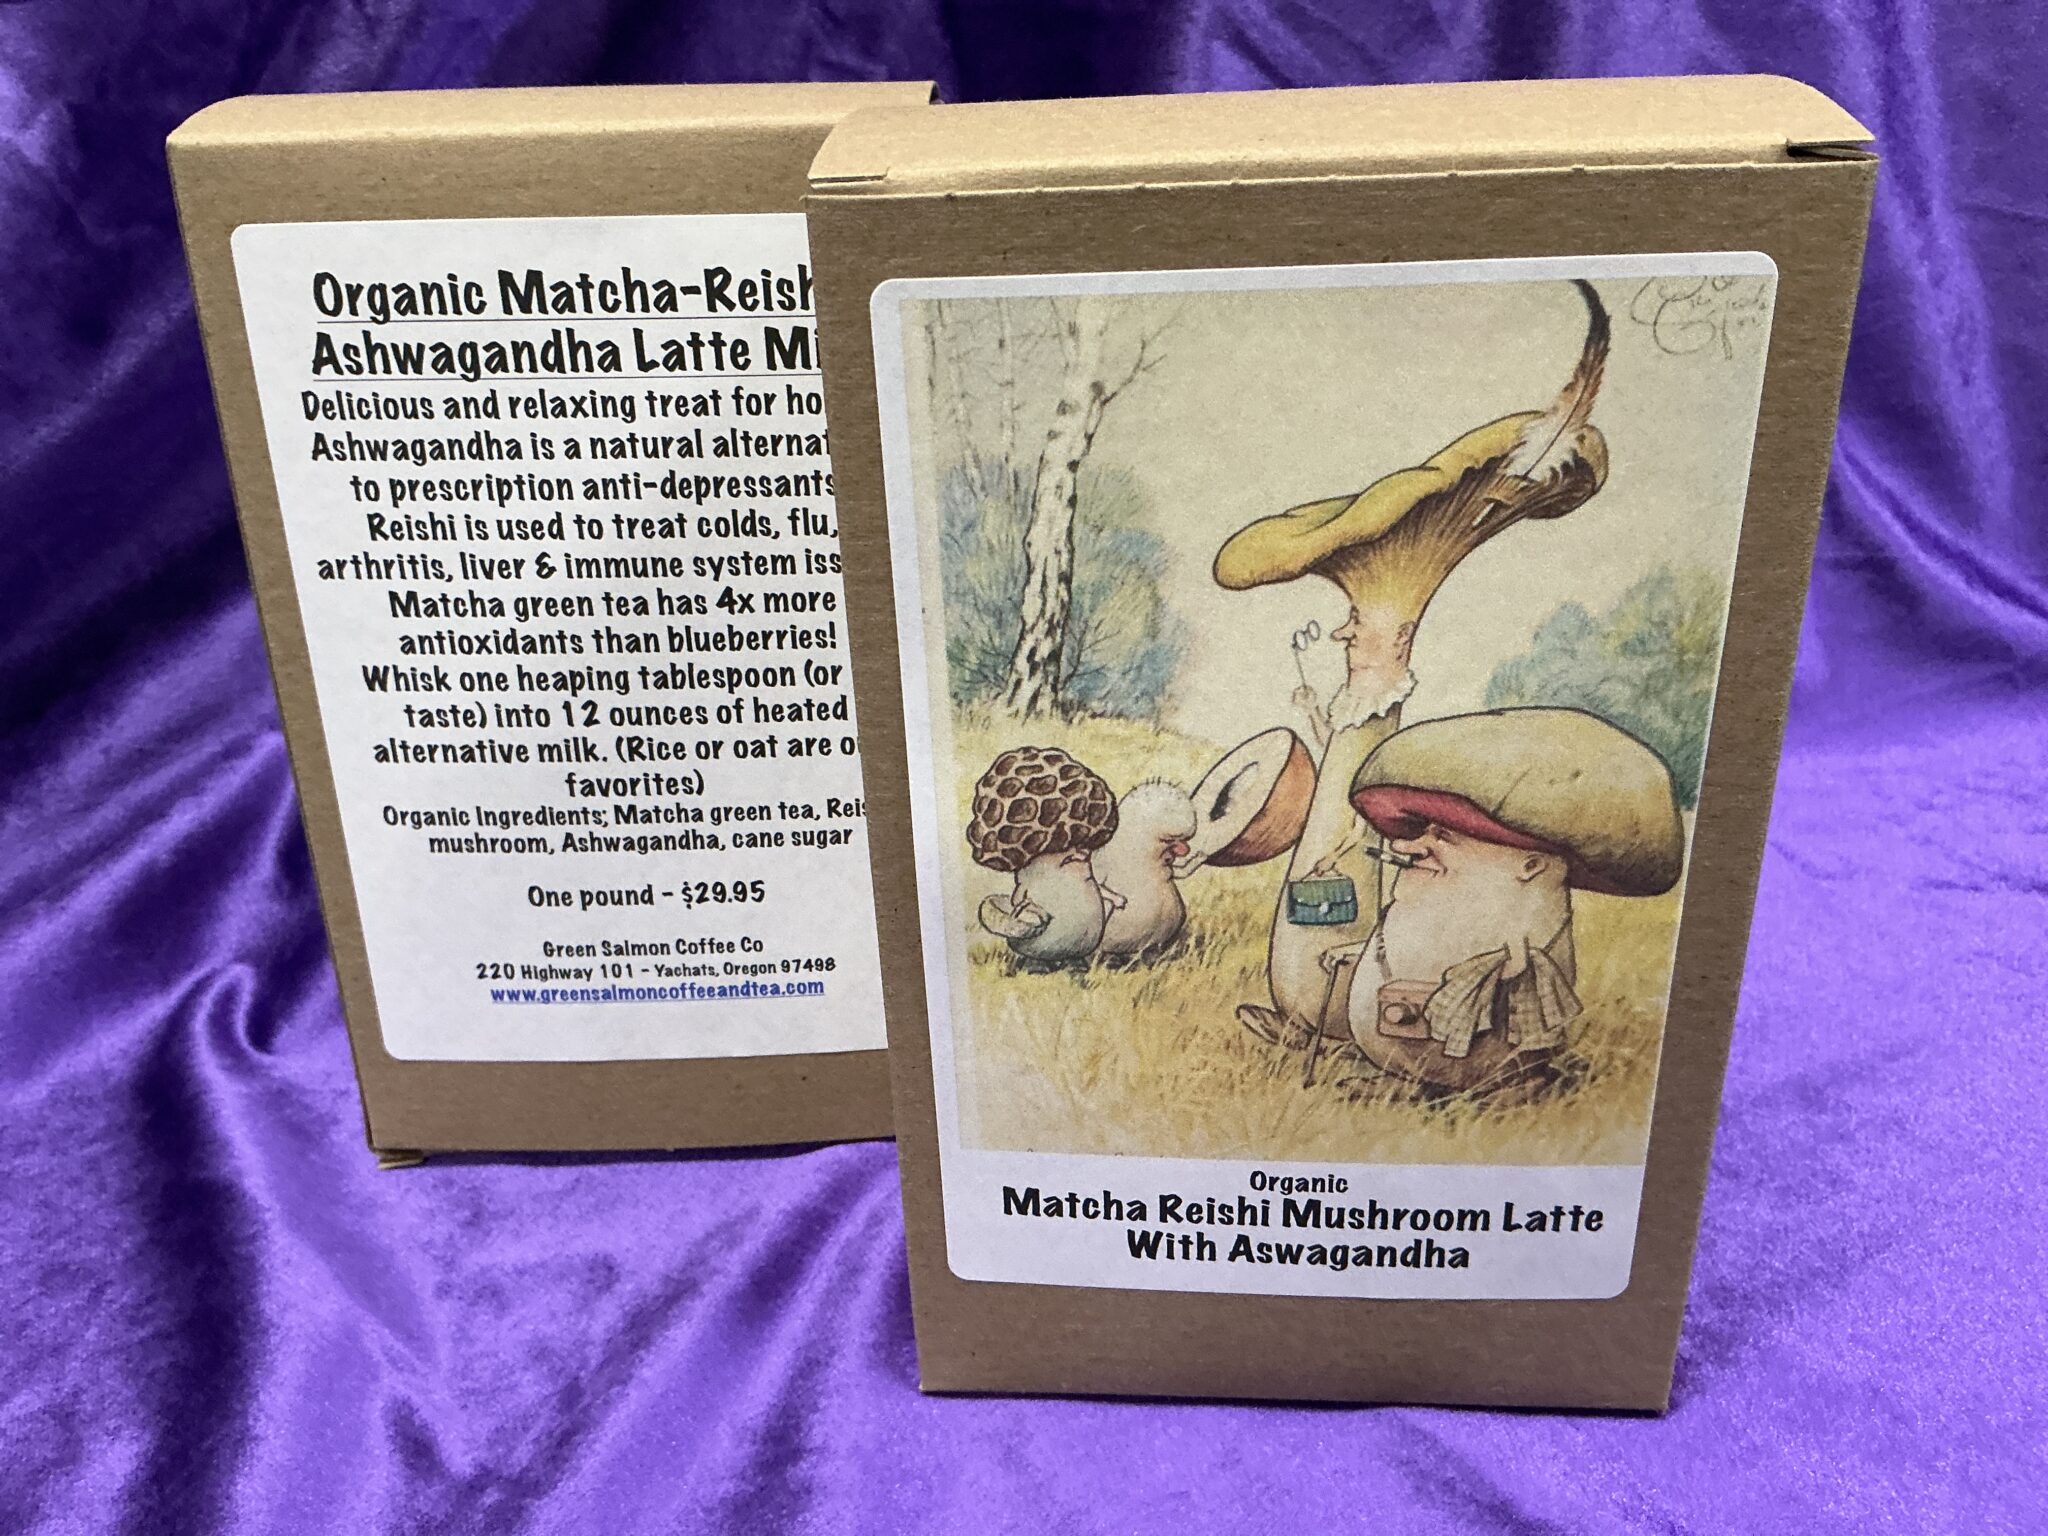 Organic Matcha-Reish
Ashwagandha Latte Mi
Delicious and relaxing treat for ho
Ashwagandha is a natural alternat
to prescription anti-depressants
Reishi is used to treat colds, flu,
arthritis, liver & immune system iss
Matcha green tea has 4x more
antioxidants than blueberries!
Whisk one heaping tablespoon (or
taste) into 12 ounces of heated
alternative milk. (Rice or oat are o
favorites)
Organic Ingredients; Matcha green tea, Reis
mushroom, Ashwagandha, cane sugar
One pound - $29.95
Green Salmon Coffee Co
220 Highway 101 - Yachats, Oregon 97498
www.greensalmoncoffeeandtea.com
Organic
Matcha Reishi Mushroom Latte
With Aswagandha